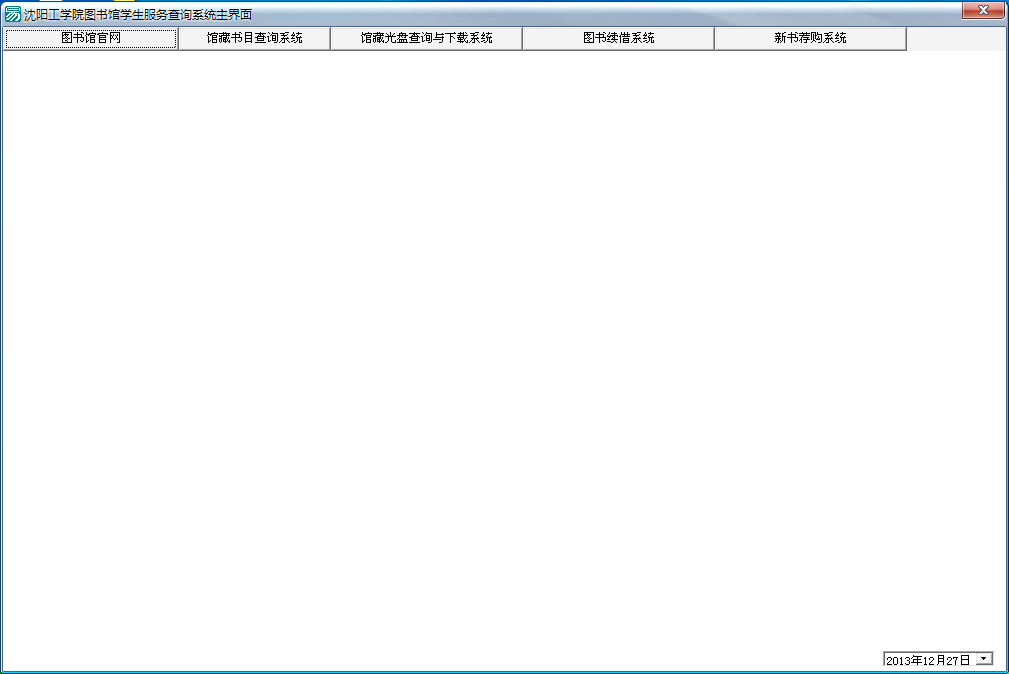 易 沈阳工学院图书馆学生服务查询系统主界面
图书馆官网 馆藏书目查询系统 馆藏光盘查询与下载系统 图书续借系统 新书荐购系统
2013年12月27日